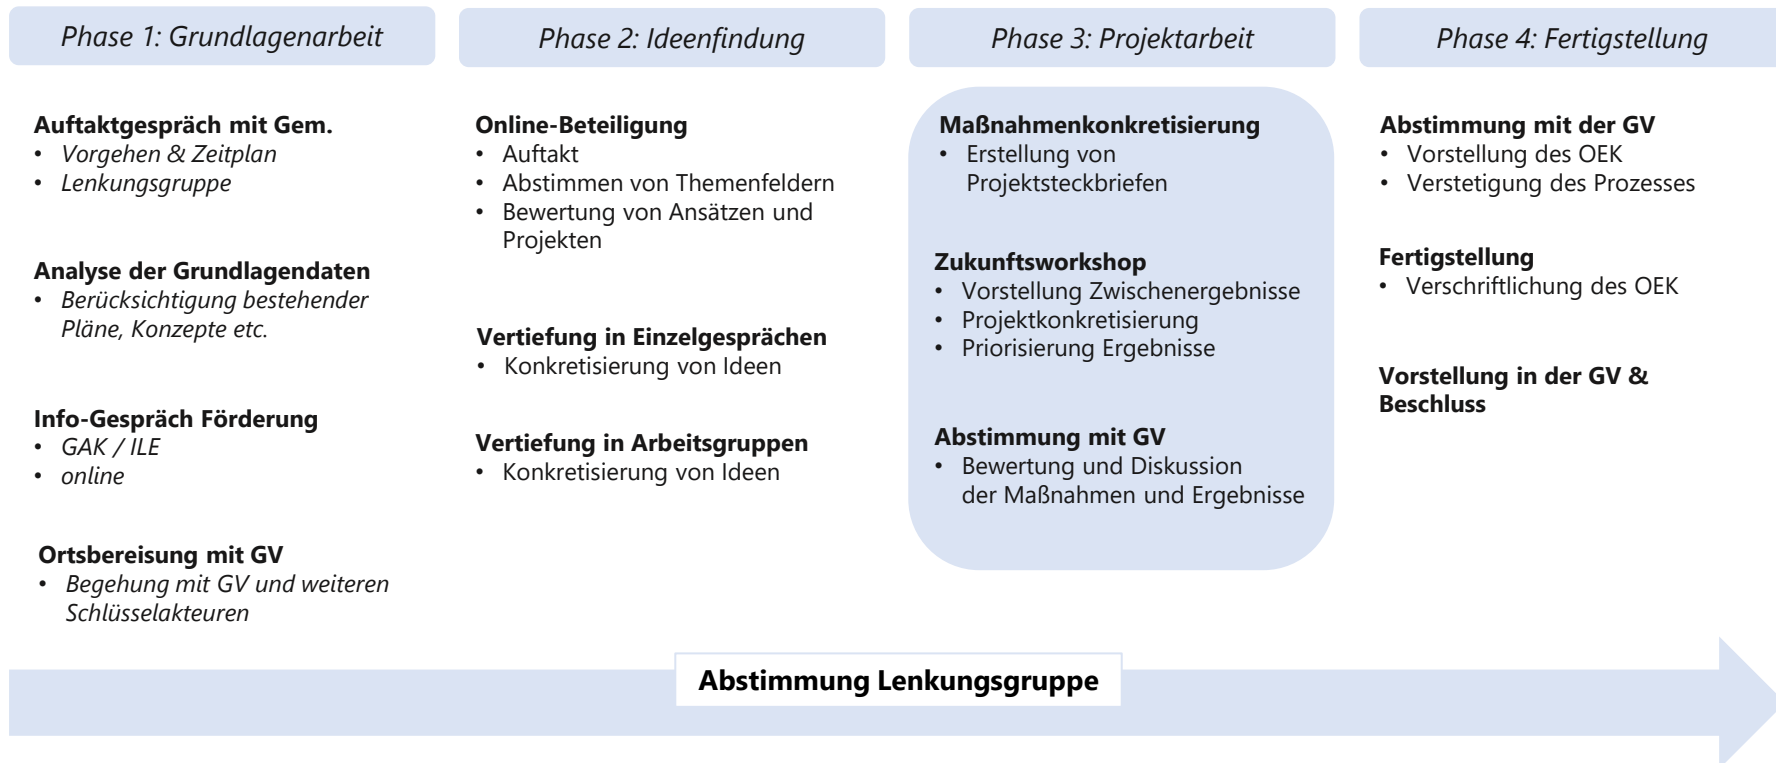 Phase 1: Grundlagenarbeit
Phase 2: Ideenfindung
Phase 3: Projektarbeit
Phase 4: Fertigstellung
Auftaktgespräch mit Gem.
• Vorgehen & Zeitplan
• Lenkungsgruppe
Analyse der Grundlagendaten
• Berücksichtigung bestehender
Pläne, Konzepte etc.
Info-Gespräch Förderung
• GAK / ILE
• online
Ortsbereisung mit GV
• Begehung mit GV und weiteren
Schlüsselakteuren
Online-Beteiligung
• Auftakt
• Abstimmen von Themenfeldern
• Bewertung von Ansätzen und
Projekten
Vertiefung in Einzelgesprächen
• Konkretisierung von Ideen
Vertiefung in Arbeitsgruppen
• Konkretisierung von Ideen
Maßnahmenkonkretisierung
• Erstellung von
Projektsteckbriefen
Zukunftsworkshop
• Vorstellung Zwischenergebnisse
• Projektkonkretisierung
• Priorisierung Ergebnisse
Abstimmung mit GV
• Bewertung und Diskussion
der Maßnahmen und Ergebnisse
Abstimmung mit der GV
• Vorstellung des OEK
• Verstetigung des Prozesses
Fertigstellung
• Verschriftlichung des OEK
Vorstellung in der GV &
Beschluss
Abstimmung Lenkungsgruppe